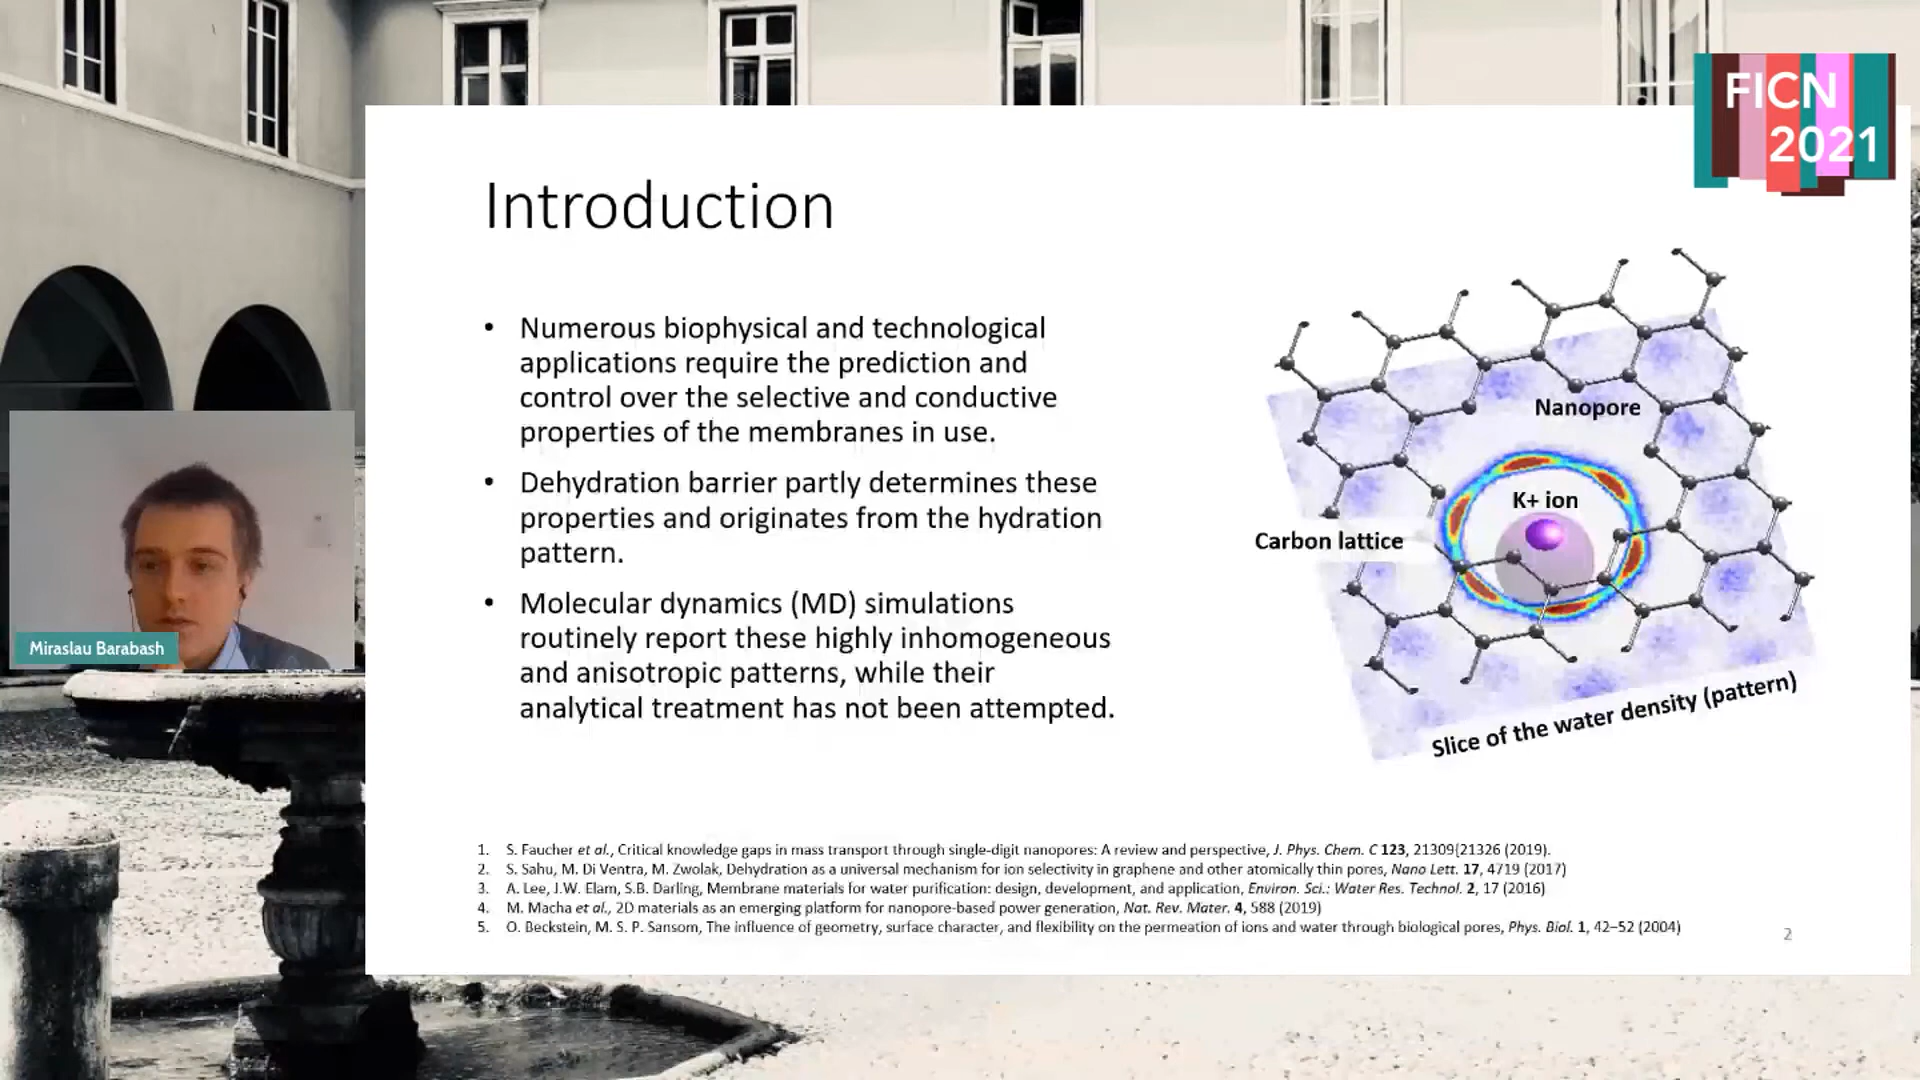 FICN
2021
Introduction
• Numerous biophysical and technological
applications require the prediction and
control over the selective and conductive
properties of the membranes in use.
• Dehydration barrier partly determines these
properties and originates from the hydration
pattern.
• Molecular dynamics (MD) simulations
routinely report these highly inhomogeneous
and anisotropic patterns, while their
analytical treatment has not been attempted.
Nanopore
K+ ion
Carbon lattice
Slice of the water density (pattern)
Miraslau Barabash
1. S. Faucher et al., Critical knowledge gaps in mass transport through single-digit nanopores: A review and perspective, J. Phys. Chem. C 123, 21309{21326 (2019).
2. S. Sahu, M. Di Ventra, M. Zwolak, Dehydration as a universal mechanism for ion selectivity in graphene and other atomically thin pores, Nano Lett. 17, 4719 (2017)
3. A. Lee, J.W. Elam, S.B. Darling, Membrane materials for water purification: design, development, and application, Environ. Sci.: Water Res. Technol. 2, 17 (2016)
4. M. Macha et al., 2D materials as an emerging platform for nanopore-based power generation, Nat. Rev. Mater. 4, 588 (2019)
5. O. Beckstein, M. S. P. Sansom, The influence of geometry, surface character, and flexibility on the permeation of ions and water through biological pores, Phys. Biol. 1, 42–52 (2004)
2